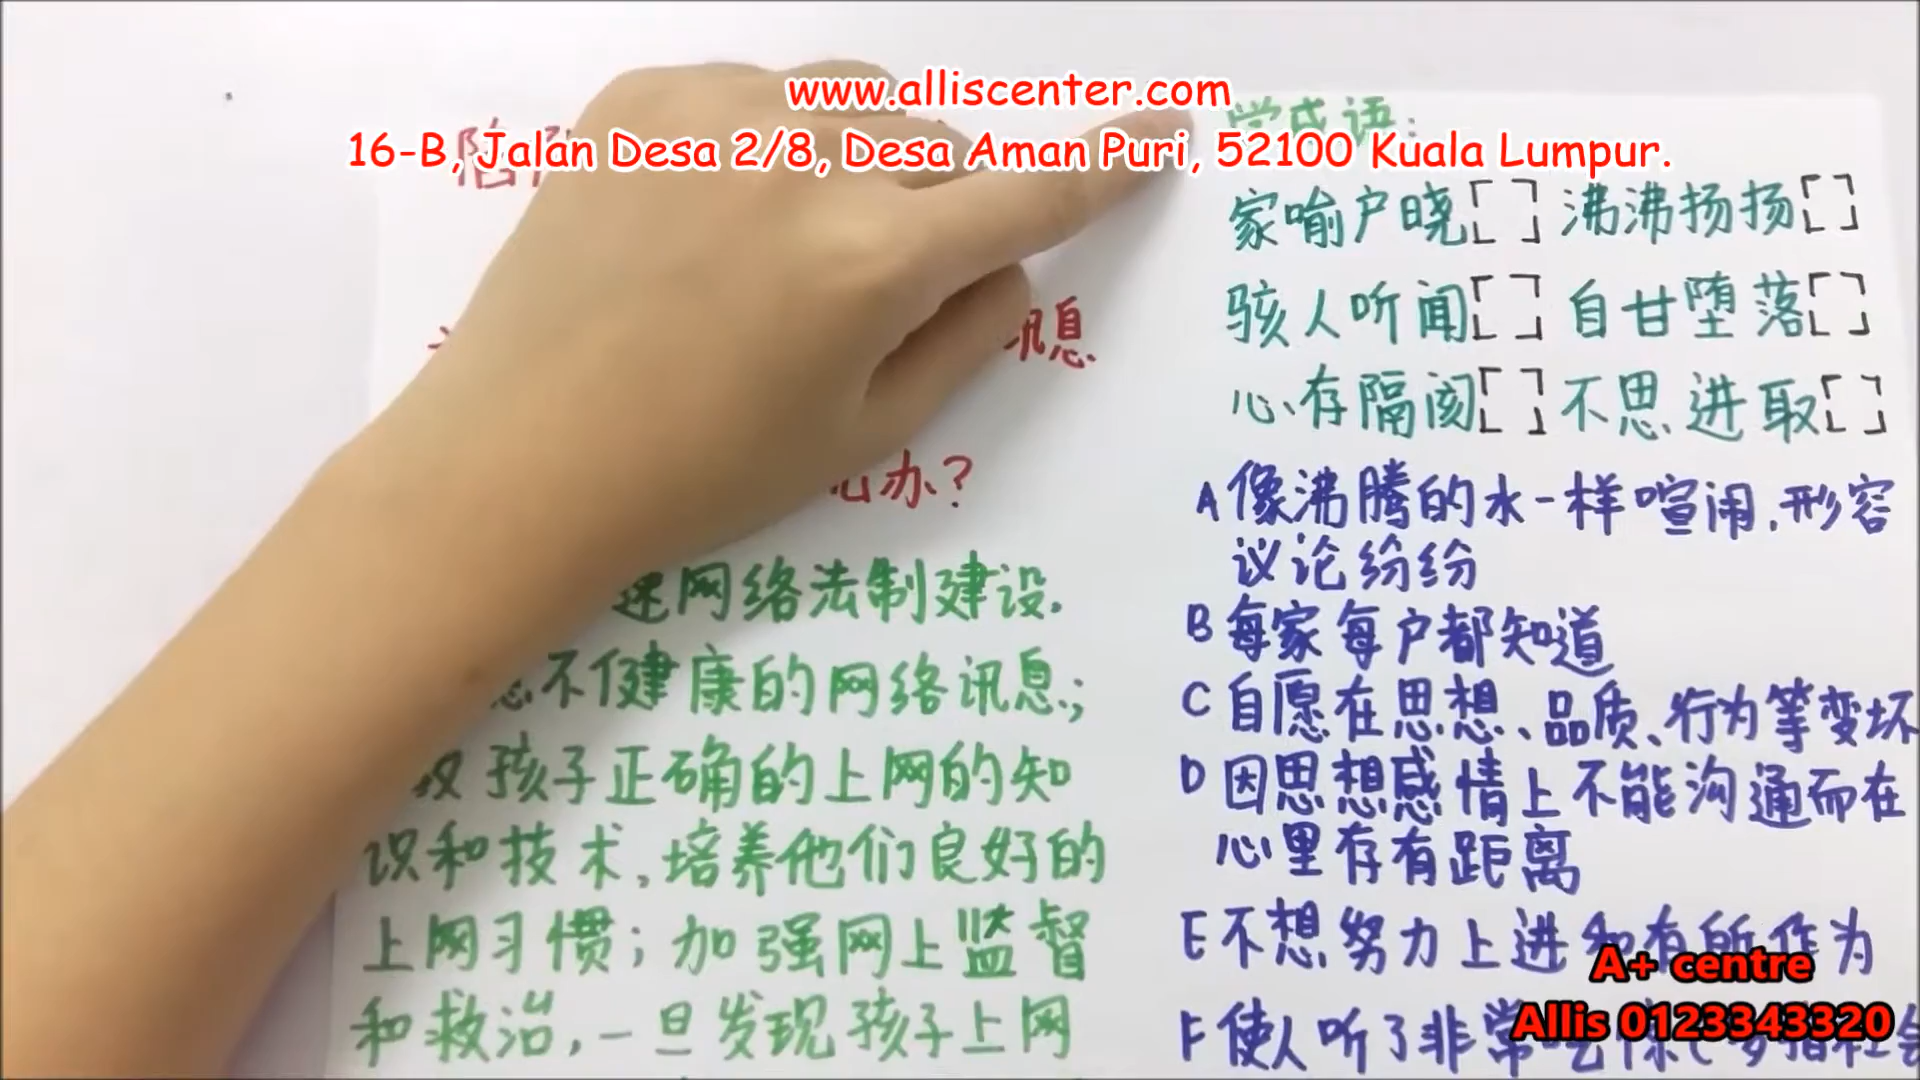 www.alliscenter.com
16-B, Jalan Desa 2/8, Desa Aman Puri, 52100 Kuala Lumpur.
陷
讯息
办?
网络法制建设.
不健康的网络讯息;
孩子正确的上网的知
识和技术,培养他们良好的
上网习惯;加强网上监督
和救治,一旦发现孩子上网
学成语:
家喻户晓[ ] 沸沸扬扬[ ]
骇人听闻[ ] 自甘堕落[ ]
心存隔阂[ ] 不思进取[ ]
A 像沸腾的水一样喧闹.形容
议论纷纷
B 每家每户都知道
C 自愿在思想、品质、行为等变坏
D 因思想感情上不能沟通而在
心里存有距离
E 不想努力上进和有所作为
F 使人听了非常
A+ centre
Allis 0123343320